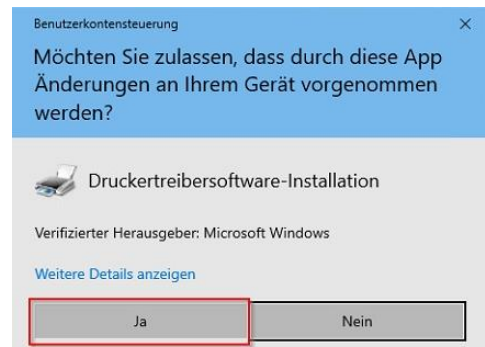 Benutzerkontensteuerung
Möchten Sie zulassen, dass durch diese App
Änderungen an Ihrem Gerät vorgenommen
werden?
Druckertreibersoftware-Installation
Verifizierter Herausgeber: Microsoft Windows
Weitere Details anzeigen
Ja Nein